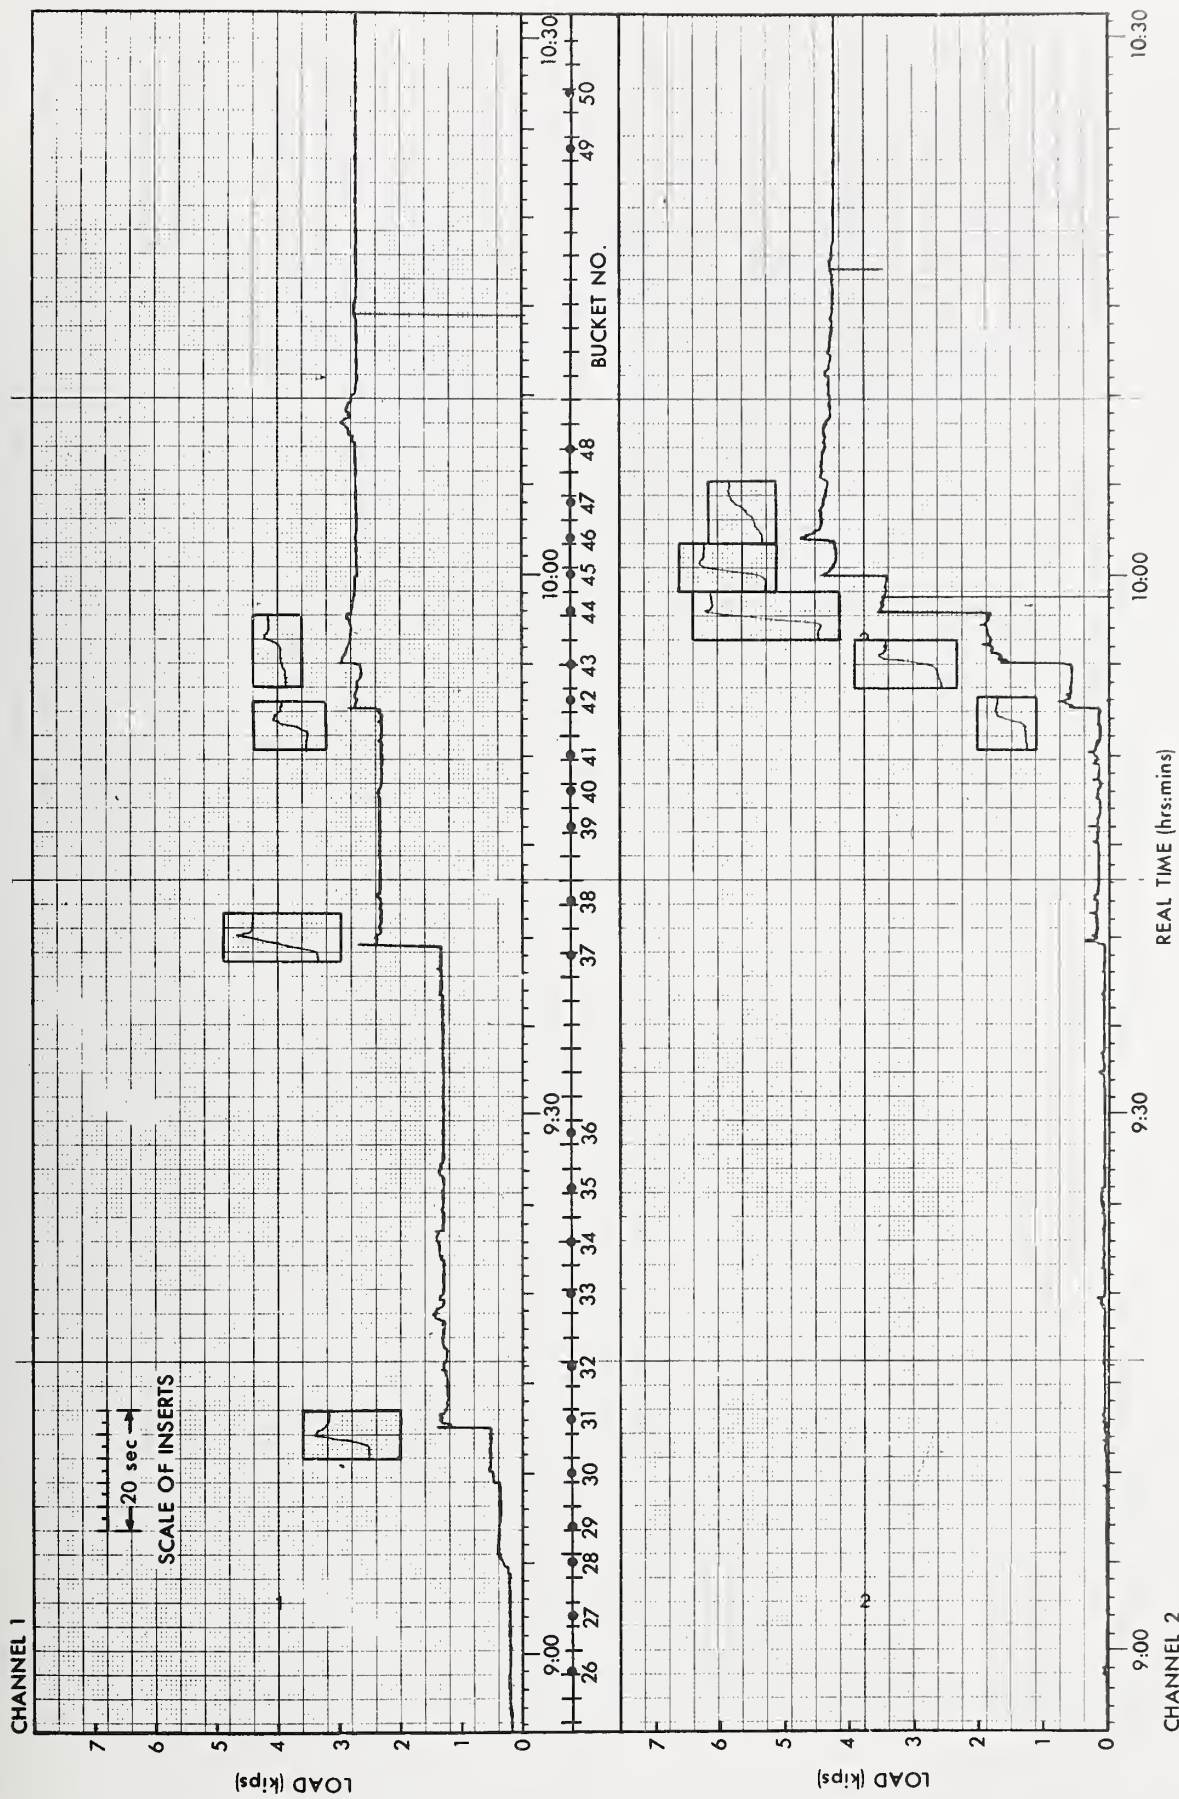 CHANNEL 1
LOAD (kips)
7
6
5
4
3
2
1
0
20 sec
SCALE OF INSERTS
1
9:00
9:30
10:00
10:30
26 27 28 29 30 31 32 33 34 35 36 37 38 39 40 41 42 43 44 45 46 47 48 49 50
BUCKET NO.
CHANNEL 2
LOAD (kips)
7
6
5
4
3
2
1
0
2
9:00
9:30
10:00
10:30
REAL TIME (hrs:mins)